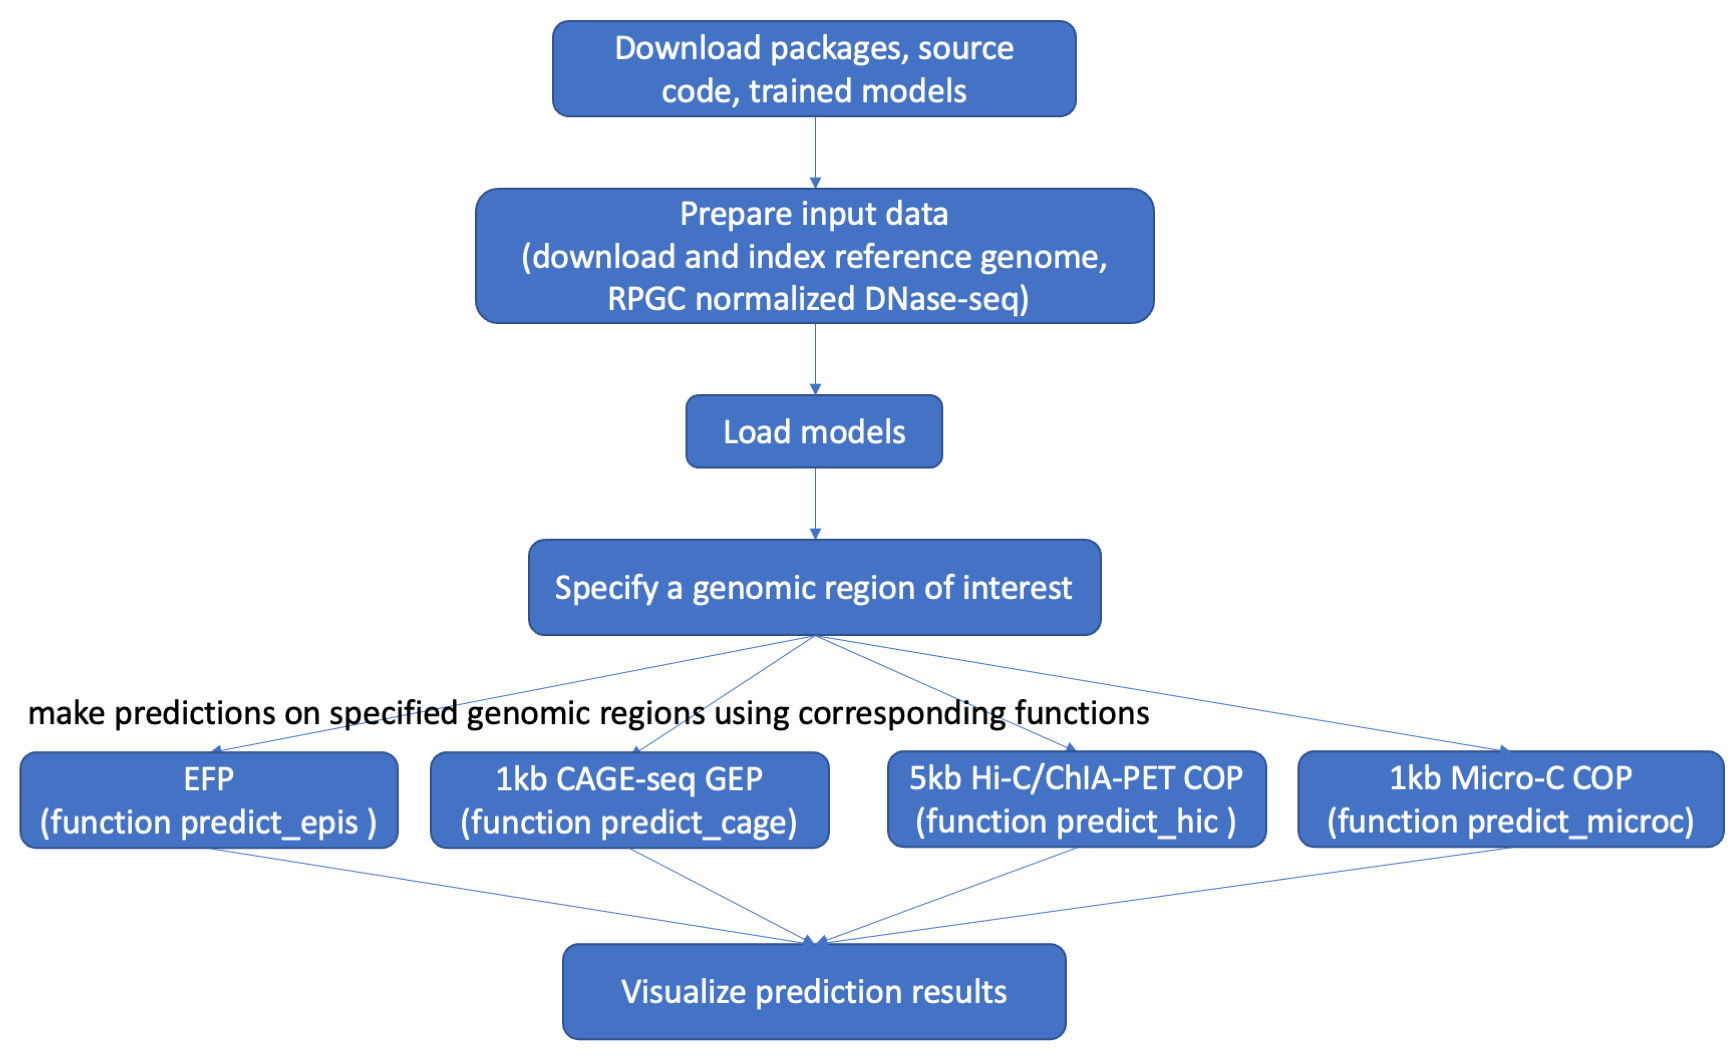 Download packages, source
code, trained models
Prepare input data
(download and index reference genome,
RPGC normalized DNase-seq)
Load models
Specify a genomic region of interest
make predictions on specified genomic regions using corresponding functions
EFP
(function predict_epis )
1kb CAGE-seq GEP
(function predict_cage)
5kb Hi-C/ChIA-PET COP
(function predict_hic )
1kb Micro-C COP
(function predict_microc)
Visualize prediction results